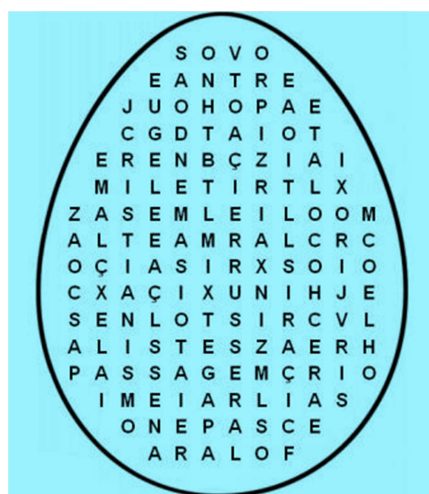 S O V O
E A N T R E
J U O H O P A E
C G D T A I O T
E R E N B Ç Z I A I
M I L E T I R T L X
Z A S E M L E I L O O M
A L T E A M R A L C R C
O Ç I A S I R X S O I O
C X A Ç I X U N I H J E
S E N L O T S I R C V L
A L I S T E S Z A E R H
P A S S A G E M Ç R I O
I M E I A R L I A S
O N E P A S C E
A R A L O F